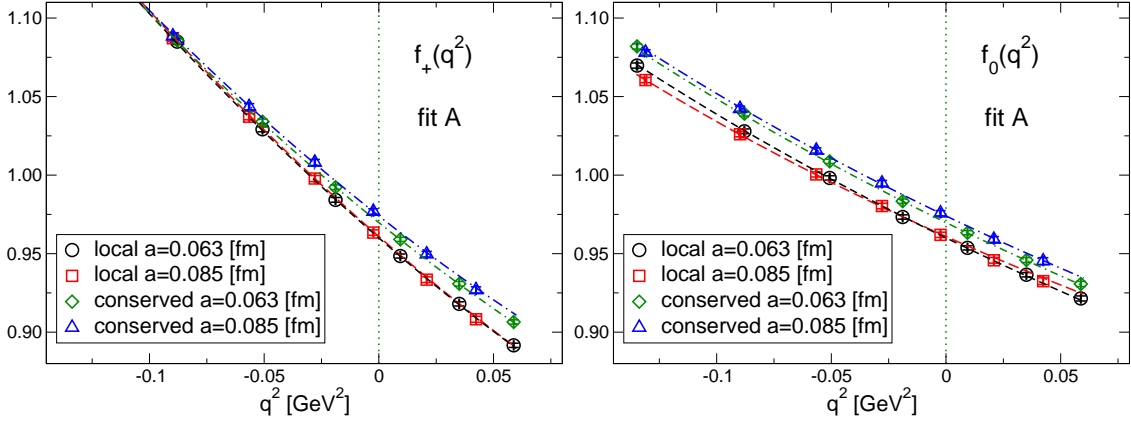 1.10
1.05
1.00
0.95
0.90
f₊(q²)
fit A
local a=0.063 [fm]
local a=0.085 [fm]
conserved a=0.063 [fm]
conserved a=0.085 [fm]
-0.1 -0.05 0 0.05
q² [GeV²]
1.10
1.05
1.00
0.95
0.90
f₀(q²)
fit A
local a=0.063 [fm]
local a=0.085 [fm]
conserved a=0.063 [fm]
conserved a=0.085 [fm]
-0.1 -0.05 0 0.05
q² [GeV²]